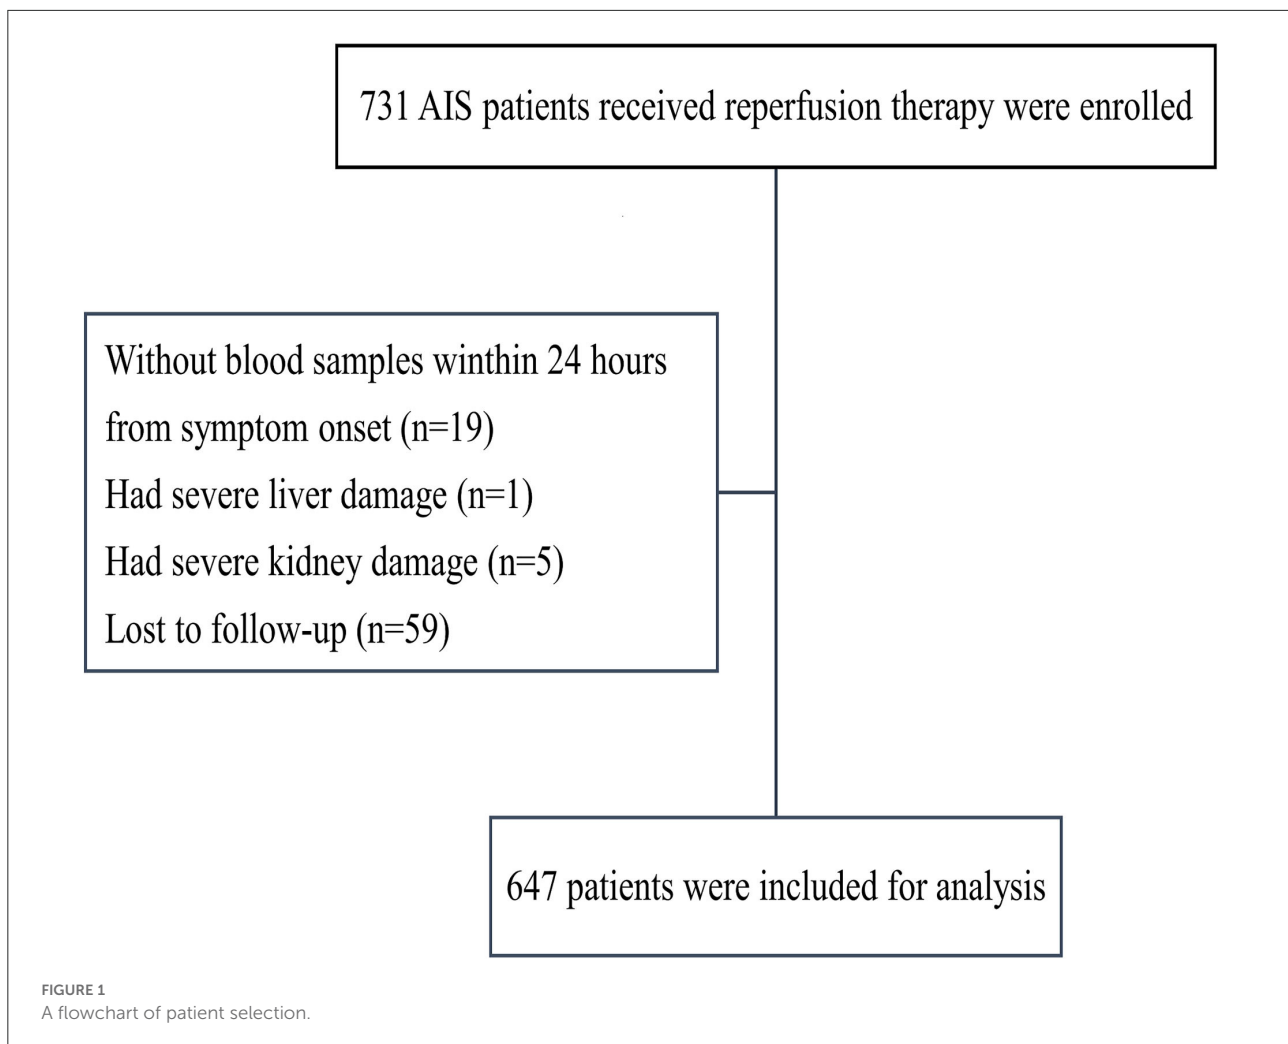 731 AIS patients received reperfusion therapy were enrolled
Without blood samples winthin 24 hours
from symptom onset (n=19)
Had severe liver damage (n=1)
Had severe kidney damage (n=5)
Lost to follow-up (n=59)
647 patients were included for analysis
FIGURE 1
A flowchart of patient selection.